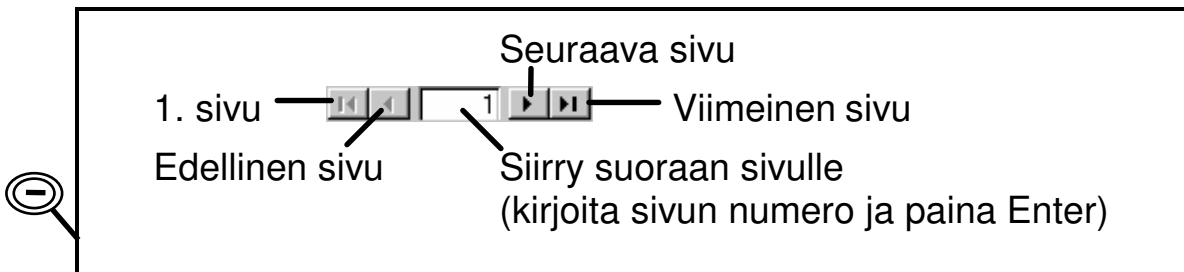 Seuraava sivu
1. sivu
1
Viimeinen sivu
Edellinen sivu
Siirry suoraan sivulle
(kirjoita sivun numero ja paina Enter)